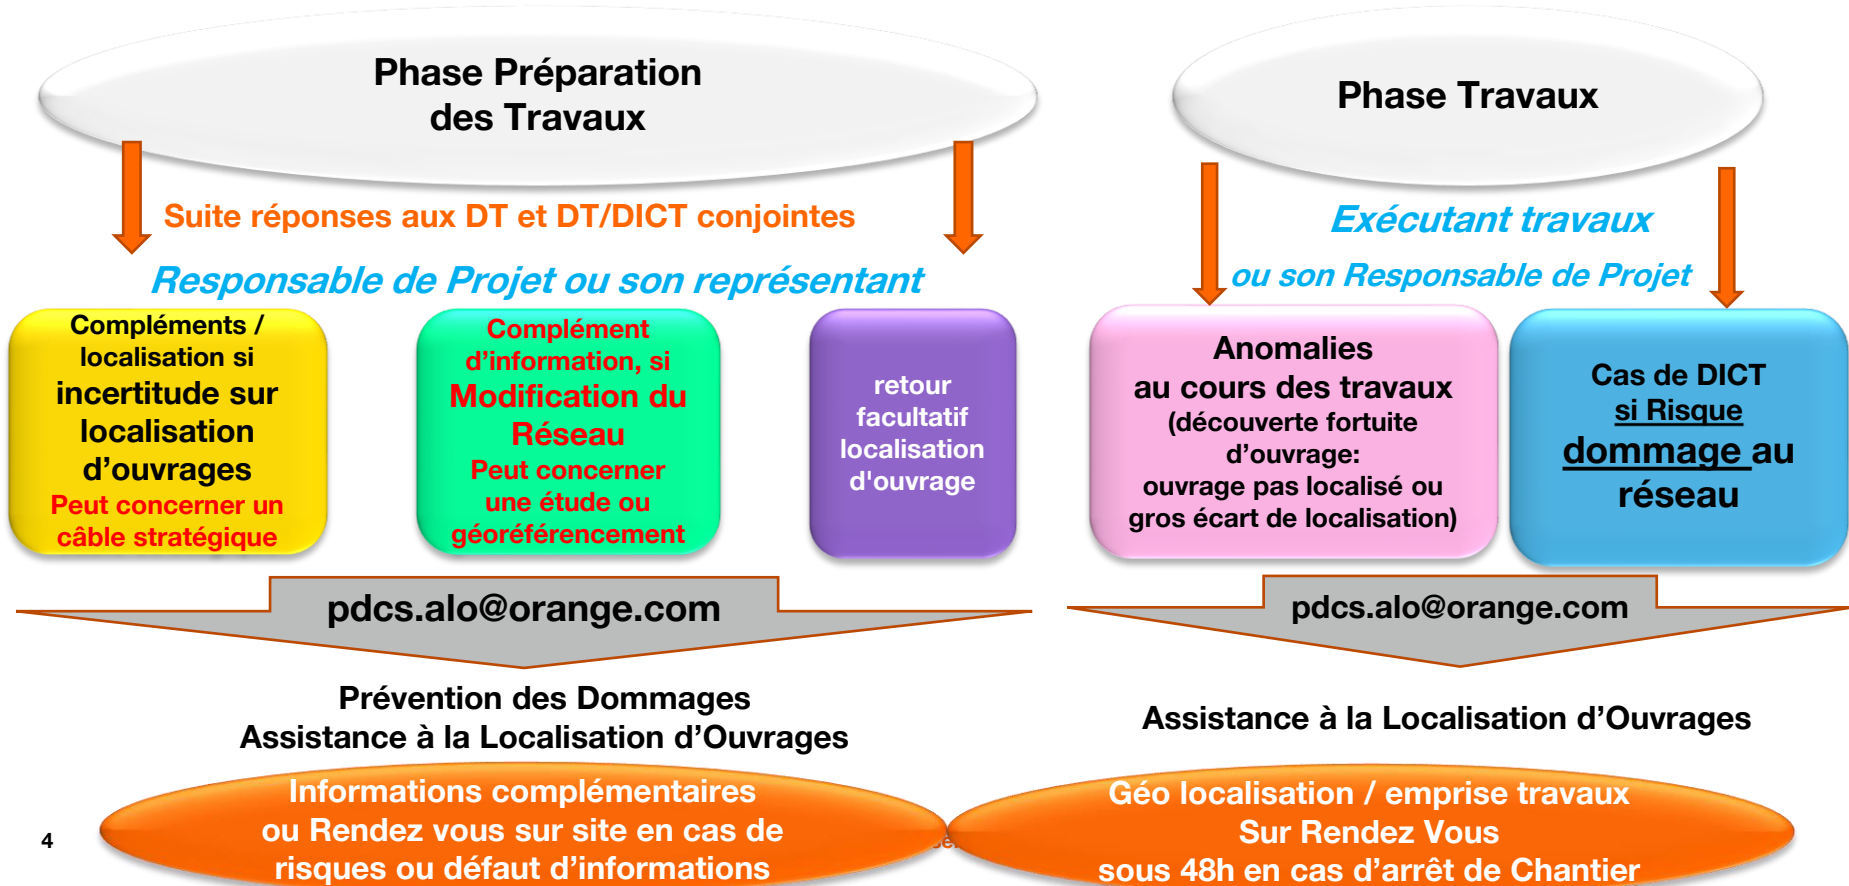 Phase Préparation
des Travaux
Suite réponses aux DT et DT/DICT conjointes
Responsable de Projet ou son représentant
Compléments /
localisation si
incertitude sur
localisation
d'ouvrages
Peut concerner un
câble stratégique
Complément
d'information, si
Modification du
Réseau
Peut concerner
une étude ou
géoréférencement
retour
facultatif
localisation
d'ouvrage
pdcs.alo@orange.com
Prévention des Dommages
Assistance à la Localisation d'Ouvrages
Informations complémentaires
ou Rendez vous sur site en cas de
risques ou défaut d'informations
Phase Travaux
Exécutant travaux
ou son Responsable de Projet
Anomalies
au cours des travaux
(découverte fortuite
d'ouvrage:
ouvrage pas localisé ou
gros écart de localisation)
Cas de DICT
si Risque
dommage au
réseau
pdcs.alo@orange.com
Assistance à la Localisation d'Ouvrages
Géo localisation / emprise travaux
Sur Rendez Vous
sous 48h en cas d'arrêt de Chantier
4